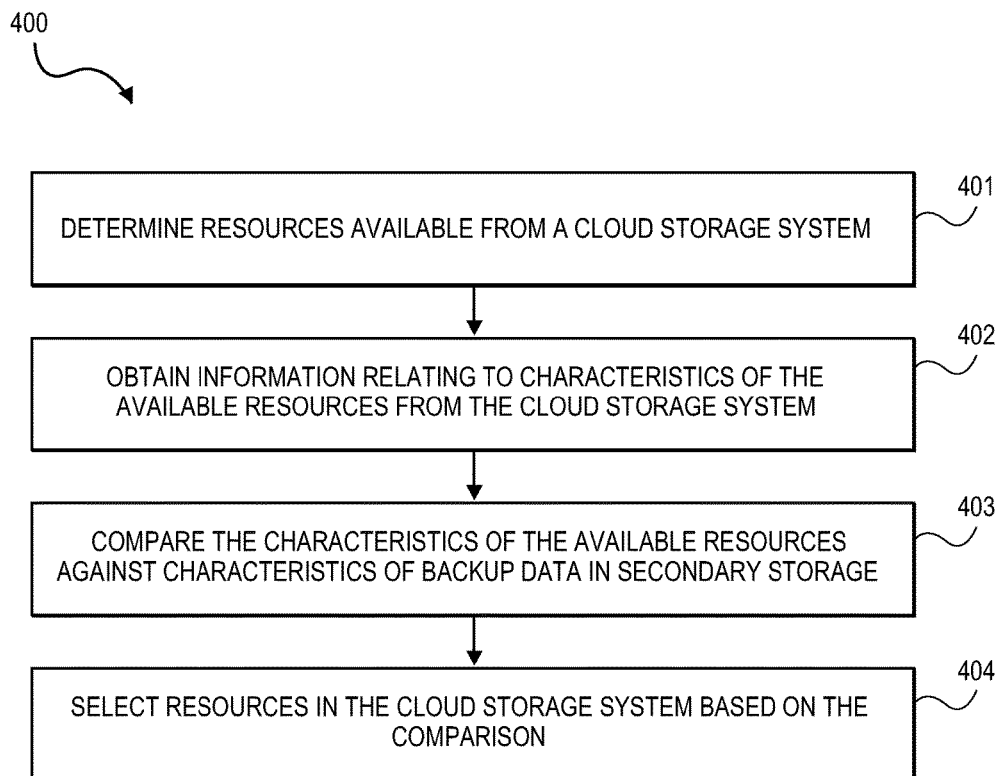 400
401
DETERMINE RESOURCES AVAILABLE FROM A CLOUD STORAGE SYSTEM
402
OBTAIN INFORMATION RELATING TO CHARACTERISTICS OF THE
AVAILABLE RESOURCES FROM THE CLOUD STORAGE SYSTEM
403
COMPARE THE CHARACTERISTICS OF THE AVAILABLE RESOURCES
AGAINST CHARACTERISTICS OF BACKUP DATA IN SECONDARY STORAGE
404
SELECT RESOURCES IN THE CLOUD STORAGE SYSTEM BASED ON THE
COMPARISON